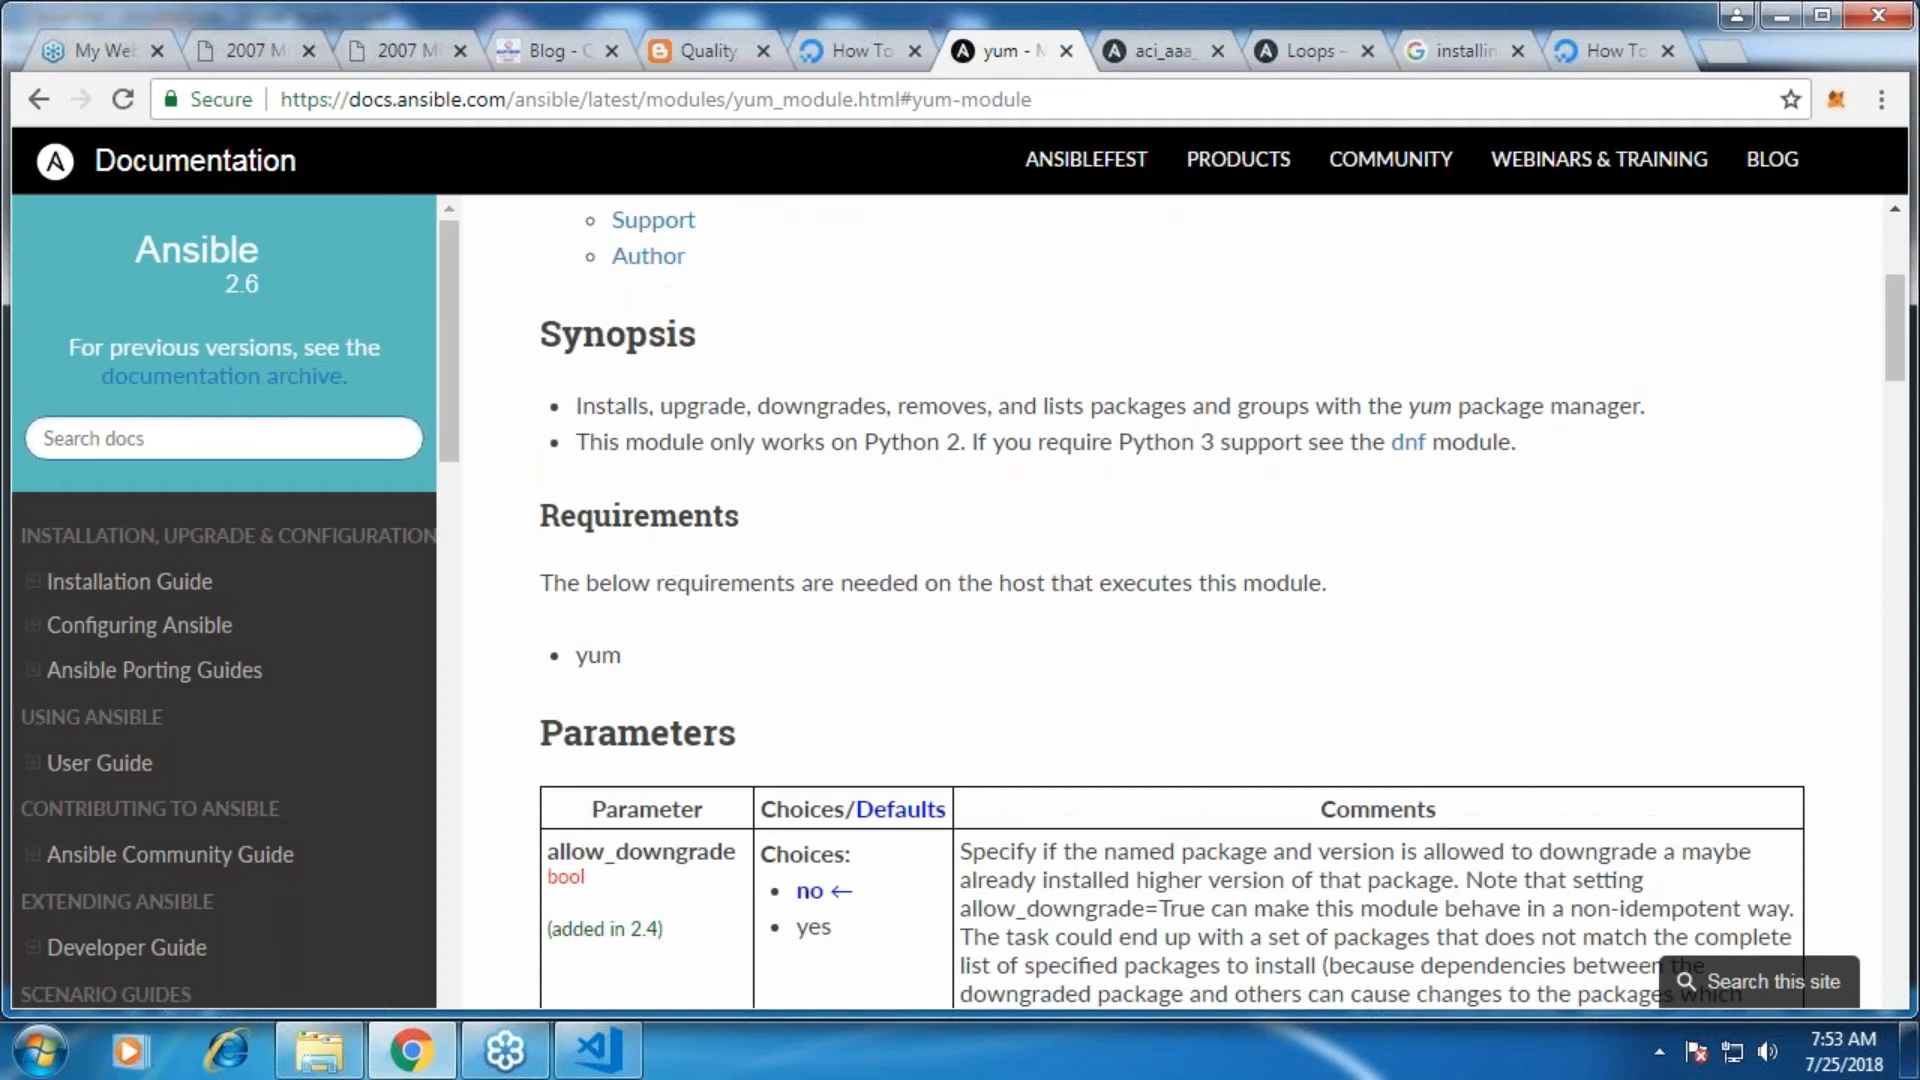 My Wel
2007 M
2007 M
Blog - C
Quality
How To
yum - M
aci_aaa_
Loops –
installin
How To
Secure
https://docs.ansible.com/ansible/latest/modules/yum_module.html#yum-module
Documentation
ANSIBLEFEST
PRODUCTS
COMMUNITY
WEBINARS & TRAINING
BLOG
Ansible
2.6
For previous versions, see the
documentation archive.
Search docs
INSTALLATION, UPGRADE & CONFIGURATION
Installation Guide
Configuring Ansible
Ansible Porting Guides
USING ANSIBLE
User Guide
CONTRIBUTING TO ANSIBLE
Ansible Community Guide
EXTENDING ANSIBLE
Developer Guide
SCENARIO GUIDES
Support
Author
Synopsis
Installs, upgrade, downgrades, removes, and lists packages and groups with the yum package manager.
This module only works on Python 2. If you require Python 3 support see the dnf module.
Requirements
The below requirements are needed on the host that executes this module.
yum
Parameters
Parameter
Choices/Defaults
Comments
allow_downgrade
bool
(added in 2.4)
Choices:
no ←
yes
Specify if the named package and version is allowed to downgrade a maybe
already installed higher version of that package. Note that setting
allow_downgrade=True can make this module behave in a non-idempotent way.
The task could end up with a set of packages that does not match the complete
list of specified packages to install (because dependencies between the
downgraded package and others can cause changes to the packages which
Search this site
7:53 AM
7/25/2018